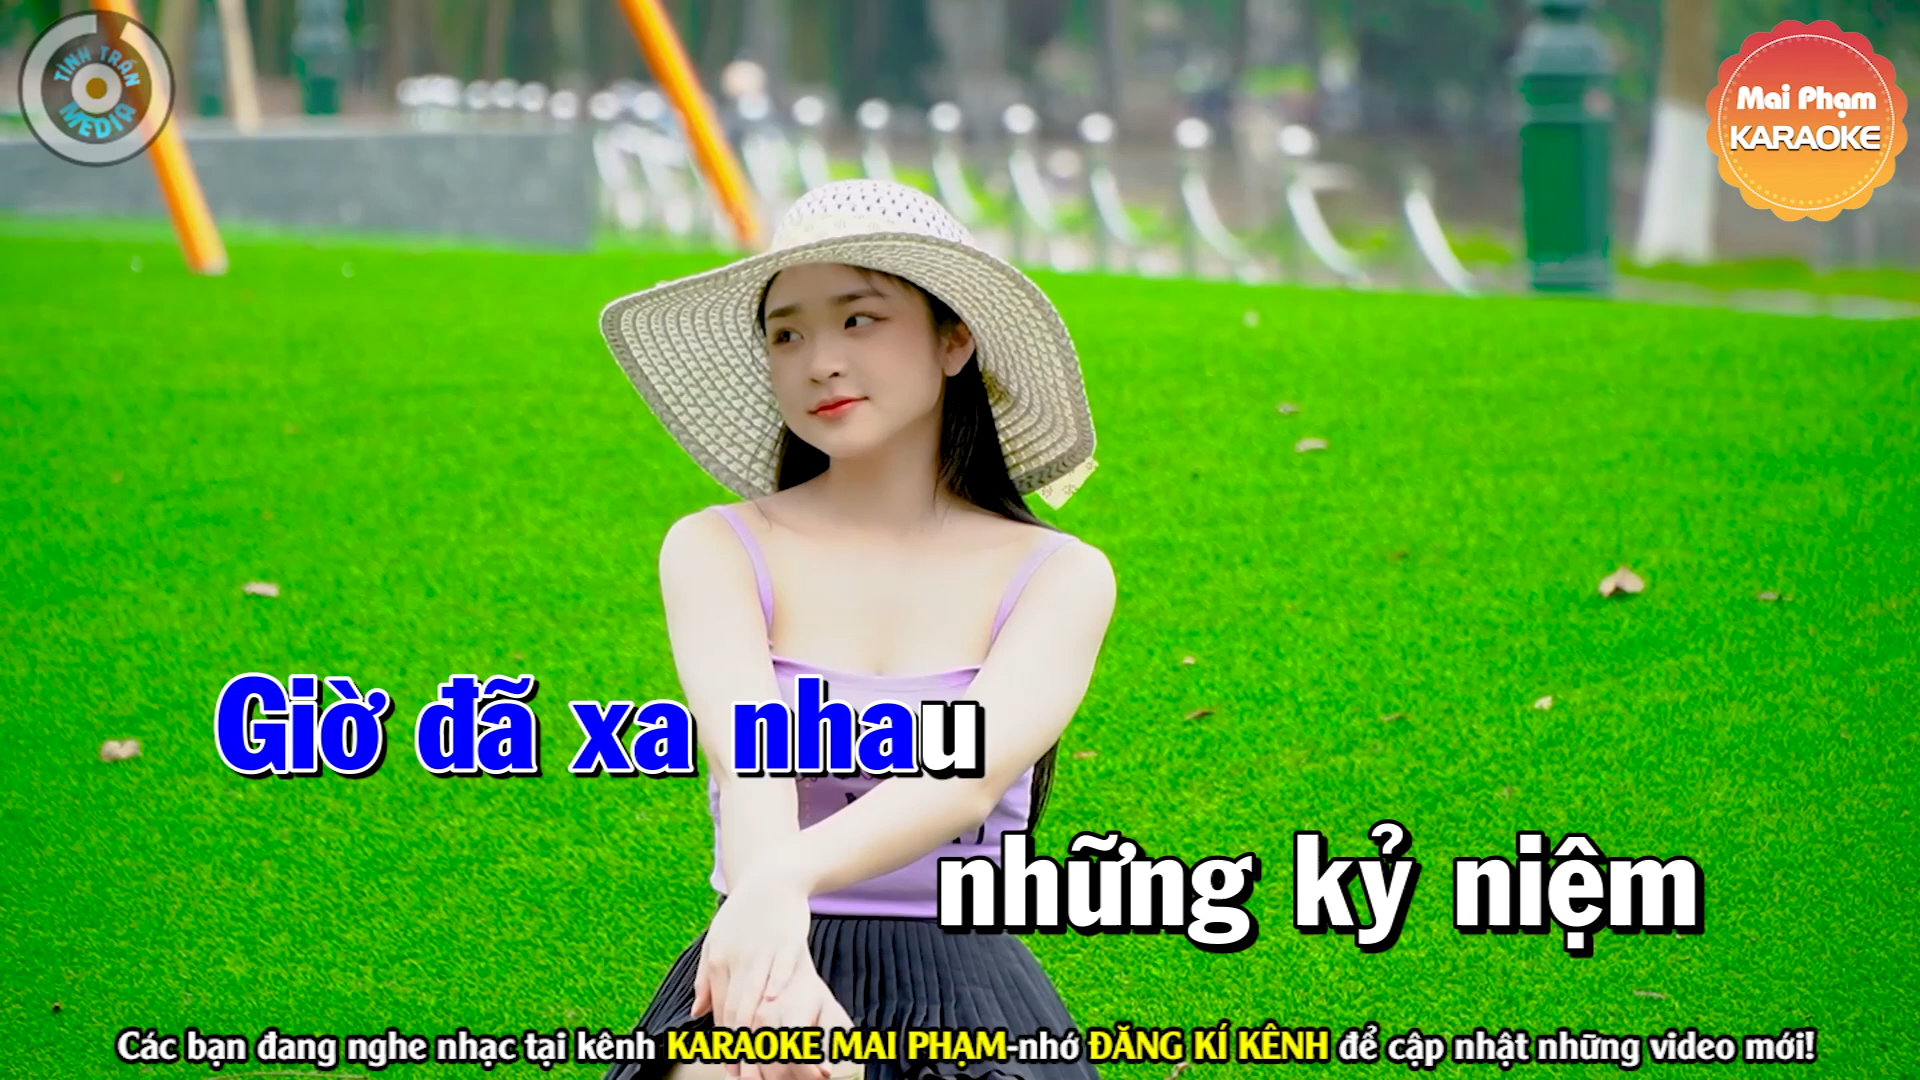 TÌNH TRẦN
MEDIA
Mai Phạm
KARAOKE
Giờ đã xa nhau
những kỷ niệm
Các bạn đang nghe nhạc tại kênh KARAOKE MAI PHẠM-nhớ ĐĂNG KÍ KÊNH để cập nhật những video mới!